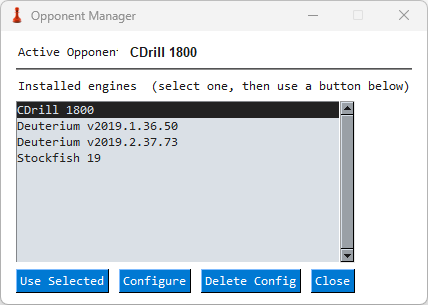 Opponent Manager
Active Opponen CDrill 1800
Installed engines (select one, then use a button below)
CDrill 1800
Deuterium v2019.1.36.50
Deuterium v2019.2.37.73
Stockfish 19
Use Selected Configure Delete Config Close